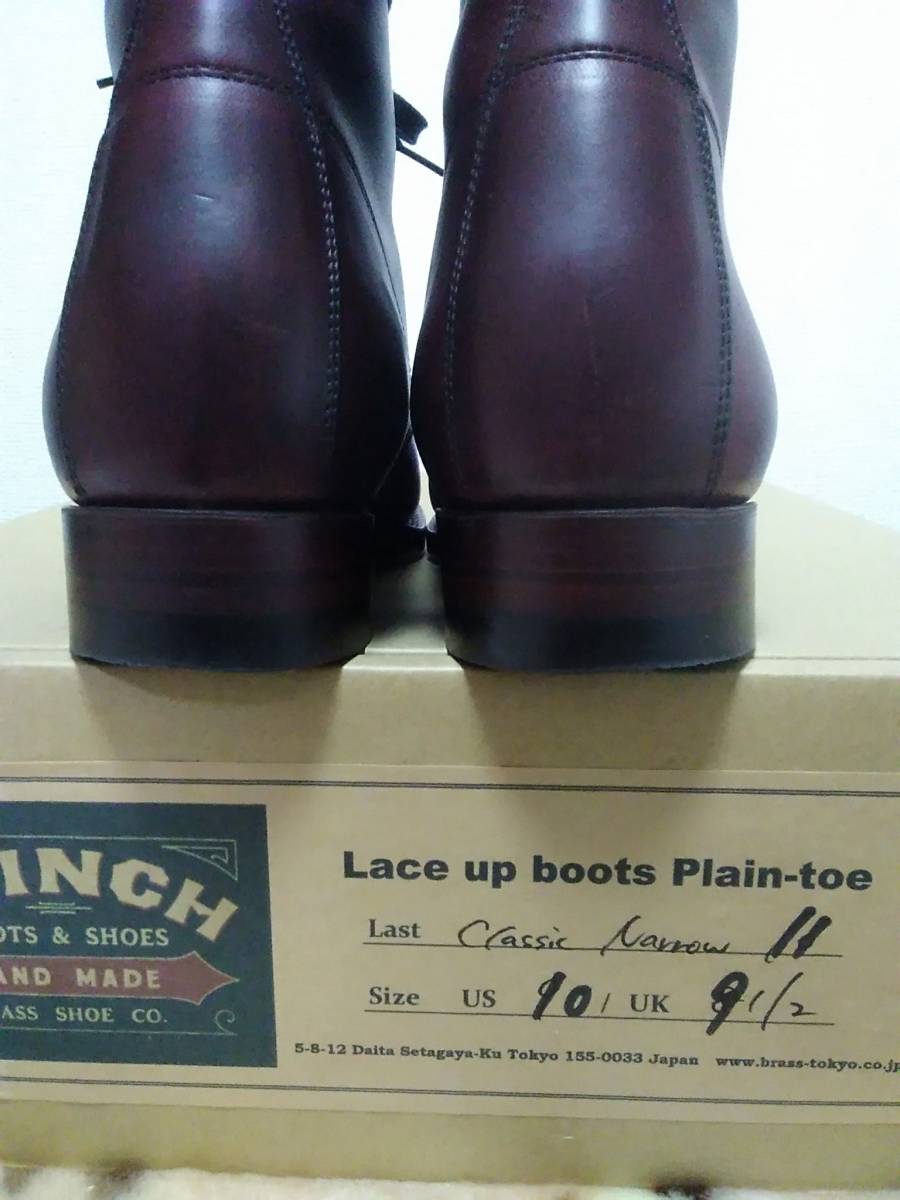 INCH
OTS & SHOES
AND MADE
ASS SHOE CO.
Lace up boots Plain-toe
Last Classic Narrow 11
Size US 10 / UK 9 1/2
5-8-12 Daita Setagaya-Ku Tokyo 155-0033 Japan www.brass-tokyo.co.jp